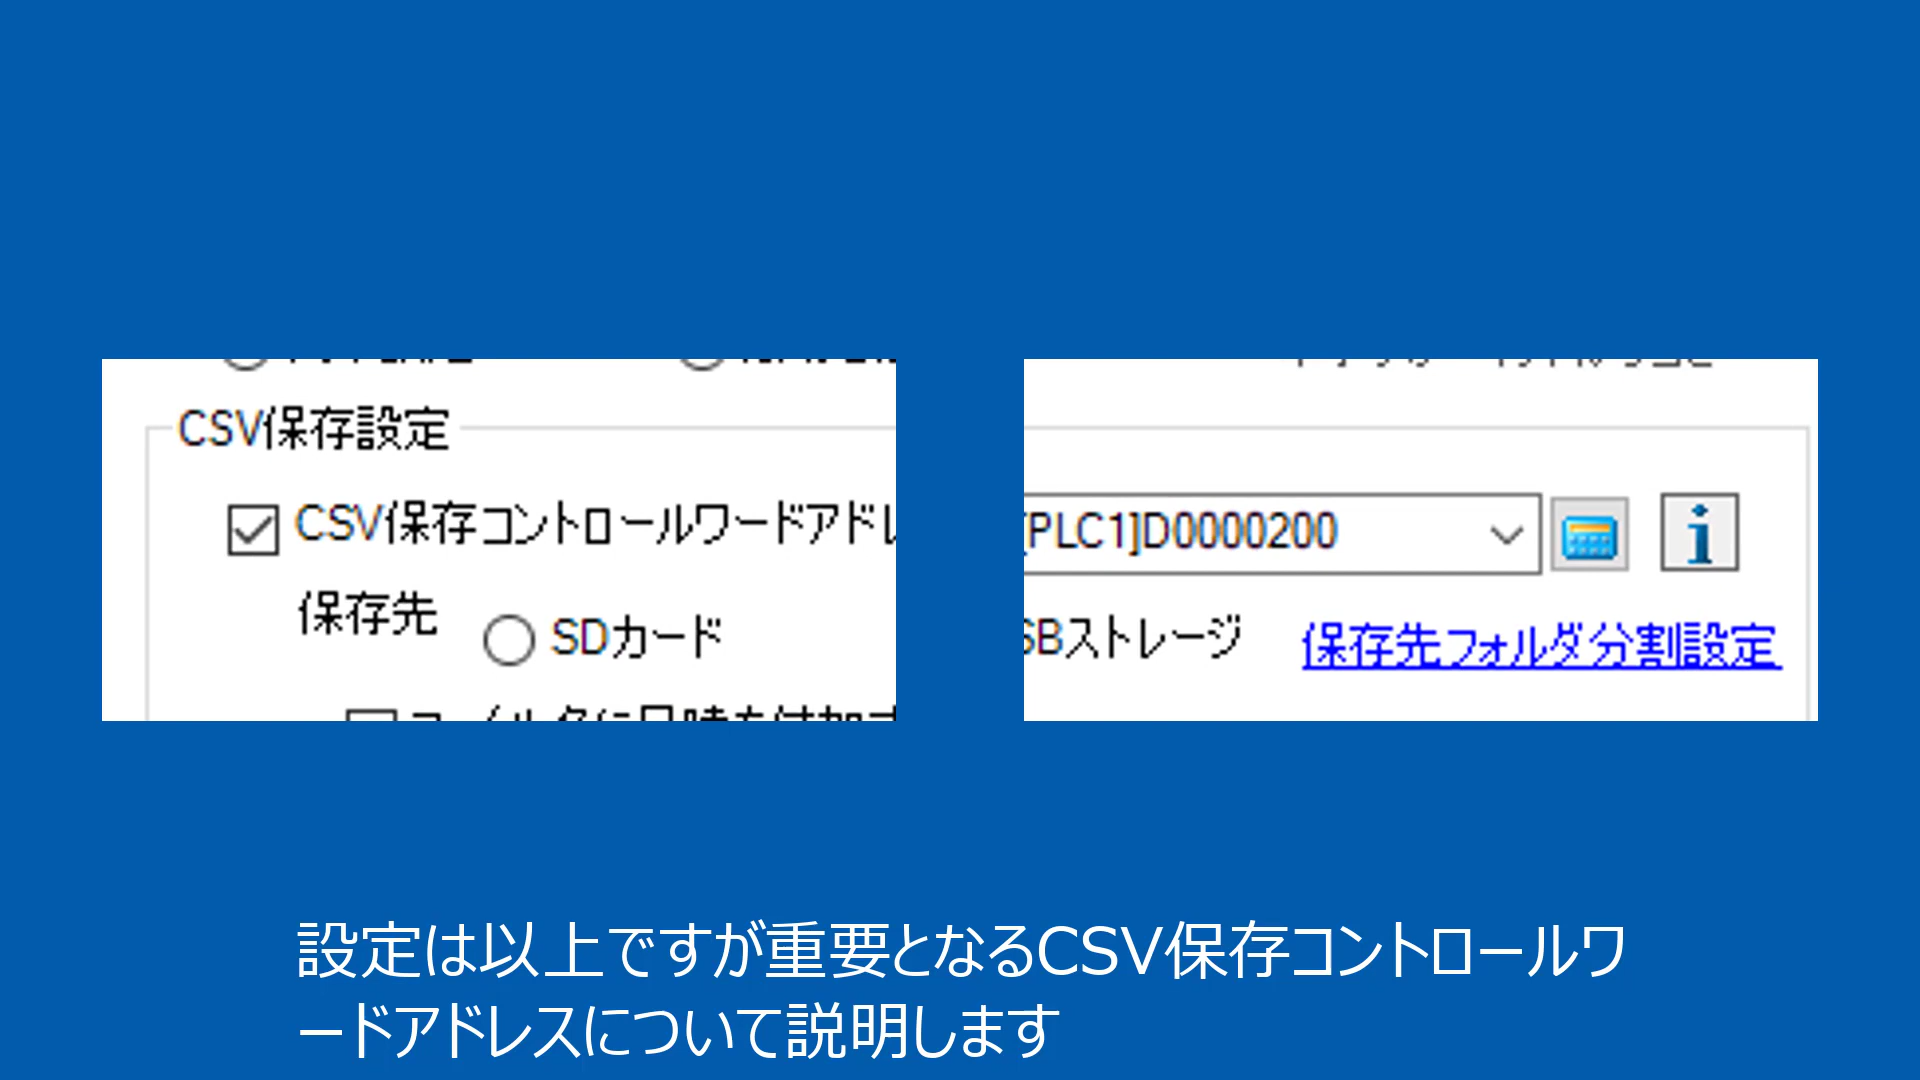 CSV保存設定
CSV保存コントロールワードアドレ
[PLC1]D0000200
保存先
SDカード
SBストレージ
保存先フォルダ分割設定
設定は以上ですが重要となるCSV保存コントロールワ
ードアドレスについて説明します